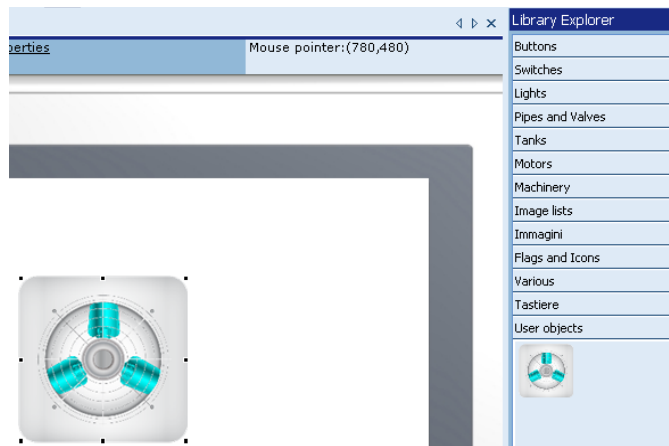 Library Explorer
perties
Mouse pointer:(780,480)
Buttons
Switches
Lights
Pipes and Valves
Tanks
Motors
Machinery
Image lists
Immagini
Flags and Icons
Various
Tastiere
User objects